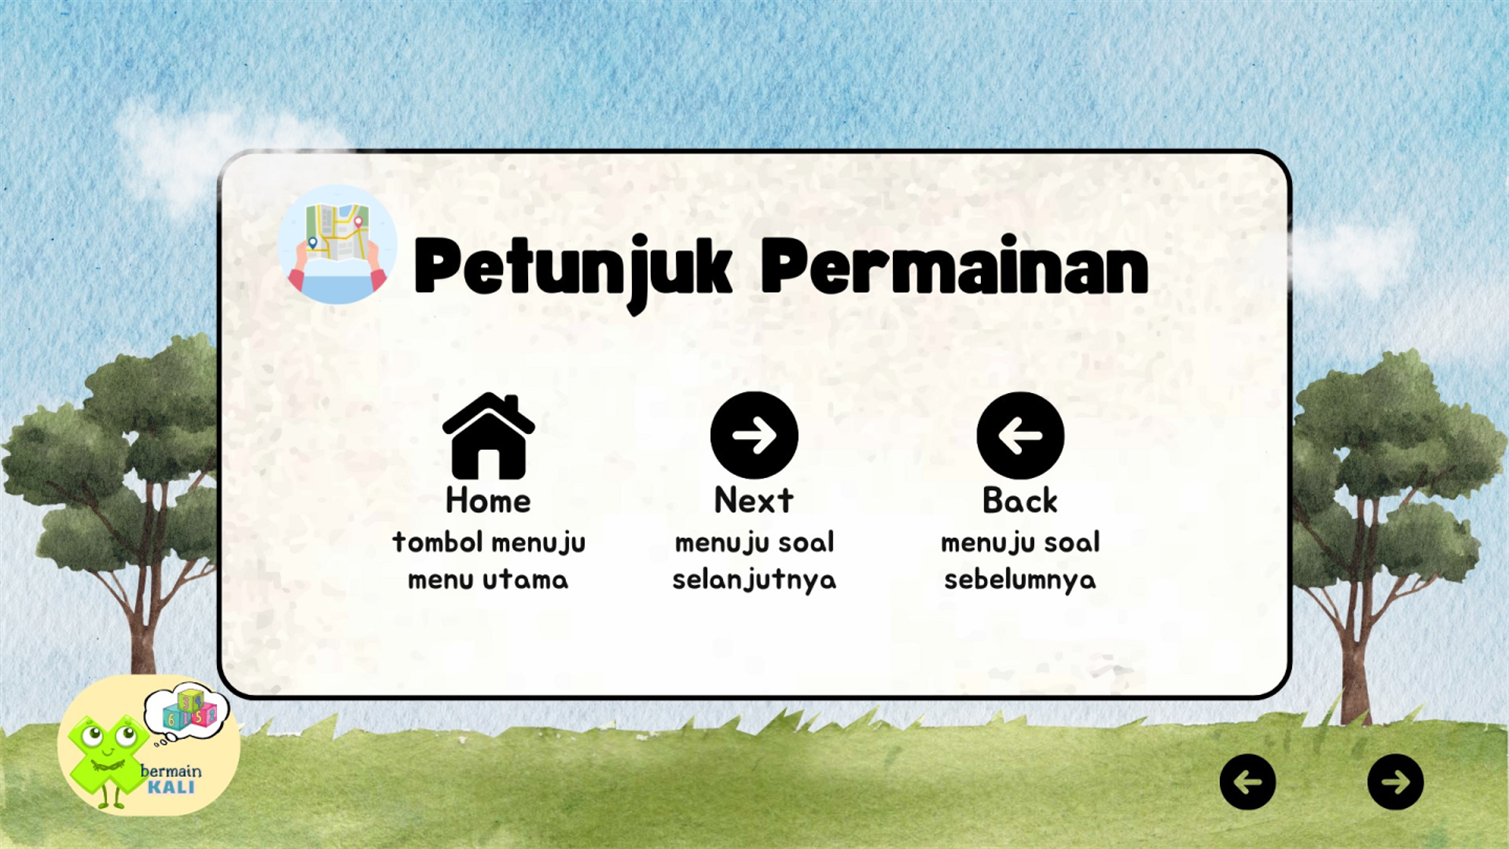 Petunjuk Permainan
Home
tombol menuju
menu utama
Next
menuju soal
selanjutnya
Back
menuju soal
sebelumnya
bermain
KALI